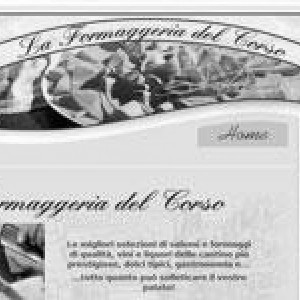 La Formaggeria del Corso
Home
rmaggeria del Corso
Le migliori selezioni di salumi e formaggi
di qualità, vini e liquori delle cantine più
prestigiose, dolci tipici, gastronomia e...
...tutto quanto può solleticare il vostro
palato!